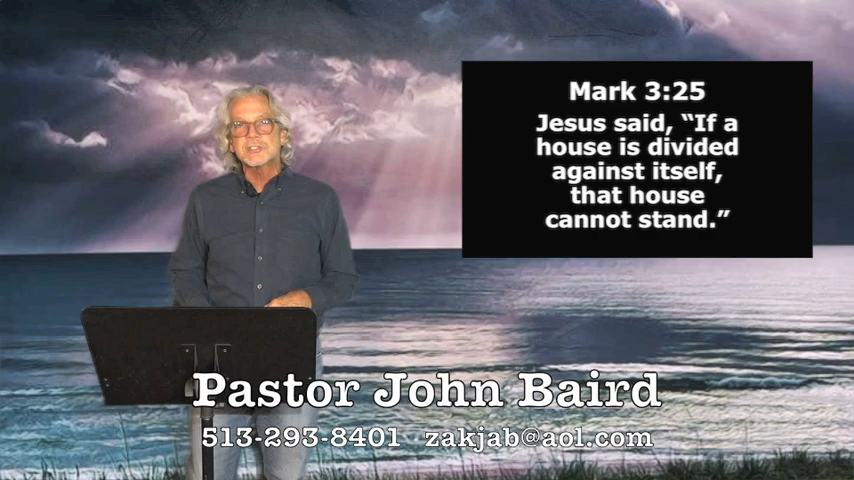 Mark 3:25
Jesus said, “If a
house is divided
against itself,
that house
cannot stand.”
Pastor John Baird
513-293-8401 zakjab@aol.com